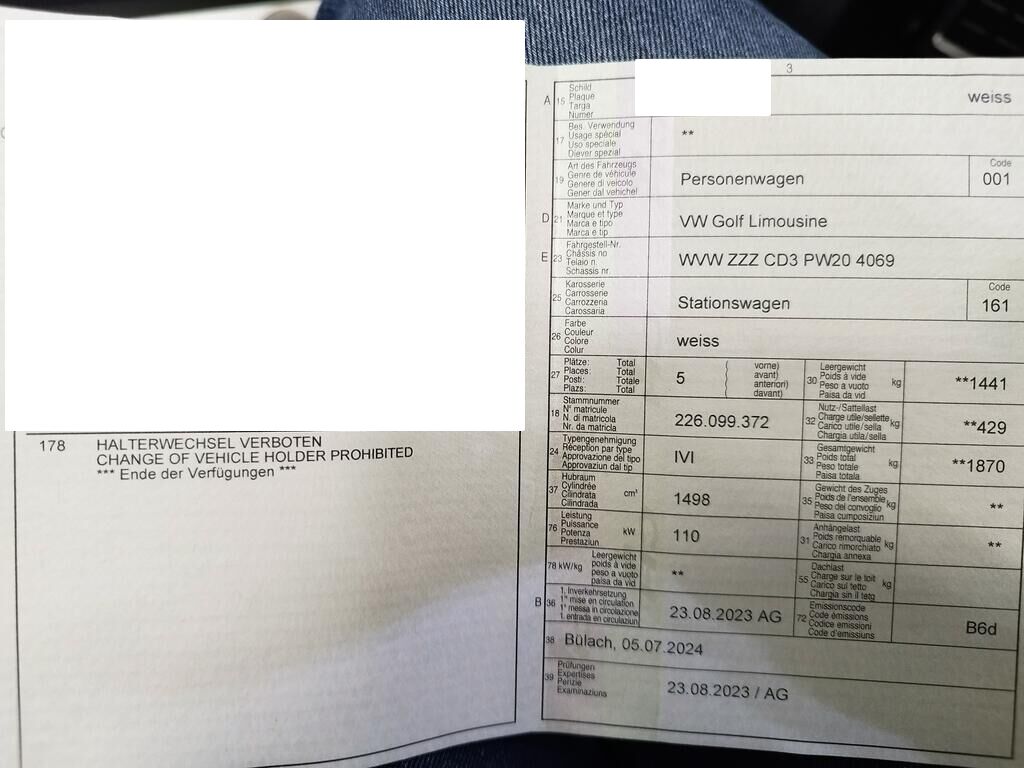 178 HALTERWECHSEL VERBOTEN
CHANGE OF VEHICLE HOLDER PROHIBITED
*** Ende der Verfügungen ***
3
A 15 Schild
Plaque
Targa
Numer
weiss
17 Bes. Verwendung
Usage spécial
Uso speciale
Diever spezial
**
19 Art des Fahrzeugs
Genre de véhicule
Genere di veicolo
Gener dal vehichel
Personenwagen
Code
001
D 21 Marke und Typ
Marque et type
Marca e tipo
Marca e tip
VW Golf Limousine
E 23 Fahrgestell-Nr.
Châssis no
Telaio n.
Schassis nr.
WVW ZZZ CD3 PW20 4069
25 Karosserie
Carrosserie
Carrozzeria
Carossaria
Stationswagen
Code
161
26 Farbe
Couleur
Colore
Colur
weiss
27 Plätze: Total
Places: Total
Posti: Totale
Plazs: Total
5
( vorne)
( avant)
( anteriori)
( davant)
30 Leergewicht
Poids à vide
Peso a vuoto
Paisa da vid
kg
**1441
18 Stammnummer
N° matricule
N. di matricola
Nr. da matricla
226.099.372
32 Nutz-/Sattellast
Charge utile/sellette
Carico utile/sella
Chargia utila/sella
kg
**429
24 Typengenehmigung
Réception par type
Approvazione del tipo
Approvaziun dal tip
IVI
33 Gesamtgewicht
Poids total
Peso totale
Paisa totala
kg
**1870
37 Hubraum
Cylindrée
Cilindrata
Cilindrada
cm³
1498
35 Gewicht des Zuges
Poids de l'ensemble
Peso del convoglio
Paisa cumposiziun
kg
**
76 Leistung
Puissance
Potenza
Prestaziun
kW
110
31 Anhängelast
Poids remorquable
Carico rimorchiato
Chargia annexa
kg
**
78 kW/kg
Leergewicht
poids à vide
peso a vuoto
paisa da vid
**
55 Dachlast
Charge sur le toit
Carico sul tetto
Chargia sin il tetg
kg
B 36 1. Inverkehrsetzung
1re mise en circulation
1a messa in circolazione
1. entrada en circulaziun
23.08.2023 AG
72 Emissionscode
Code émissions
Codice emissioni
Code d'emissiuns
B6d
38 Bülach, 05.07.2024
39 Prüfungen
Expertises
Perizie
Examinaziuns
23.08.2023 / AG